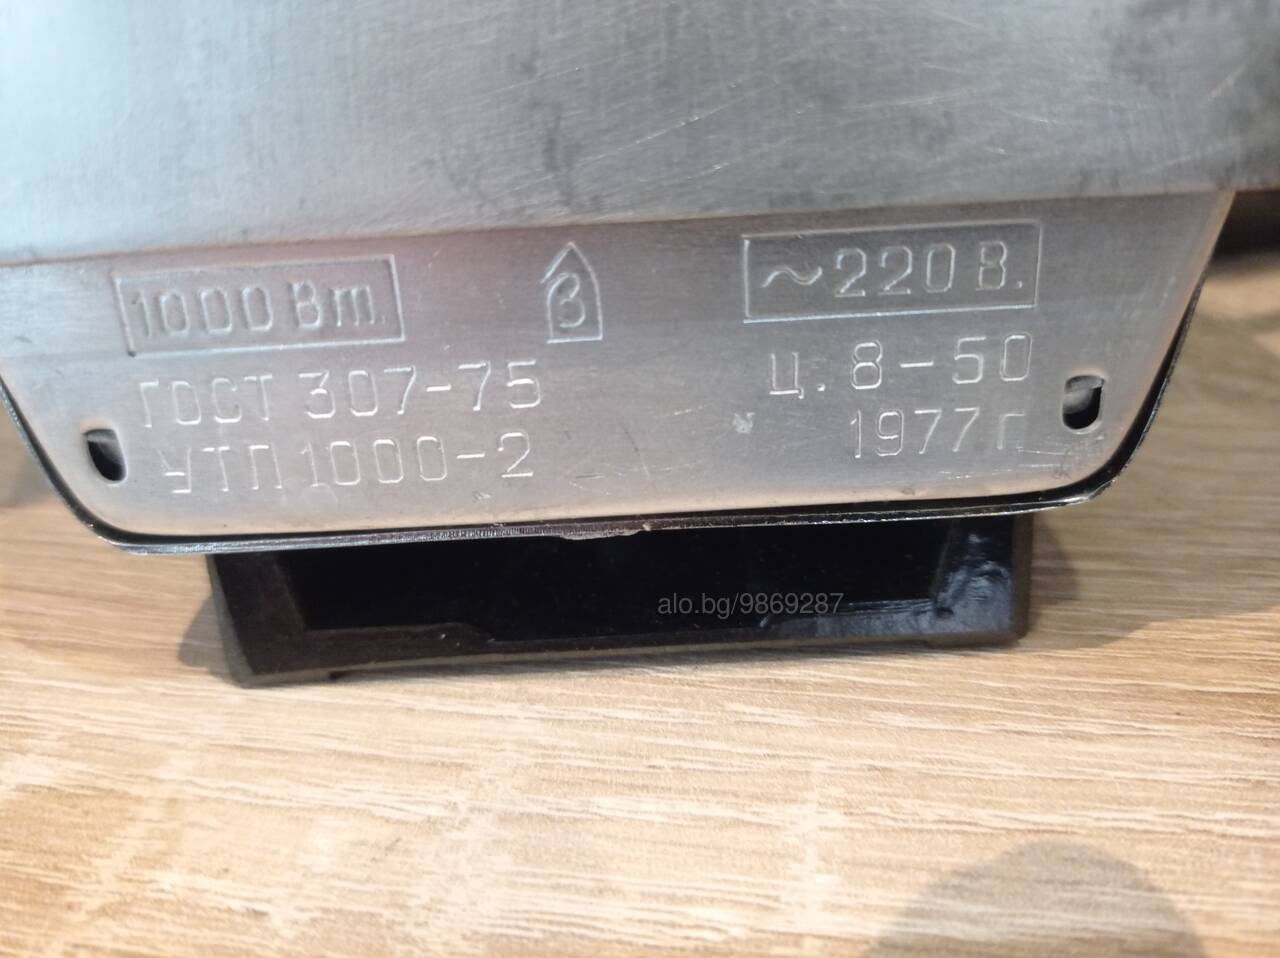 1000 Вт.
В
~220 В.
ГОСТ 307-75
Ц. 8-50
УТП 1000-2
1977 г
alo.bg/9869287